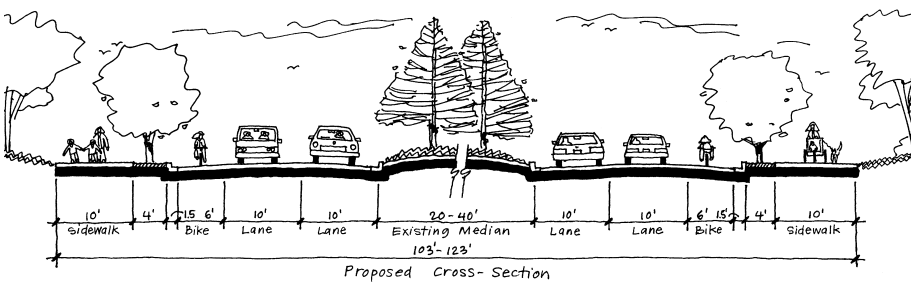 10' 4' 1.5 6' 10' 10' 20-40' 10' 10' 6' 1.5' 4' 10'
Sidewalk Bike Lane Lane Existing Median Lane Lane Bike Sidewalk
103'-123'
Proposed Cross-Section